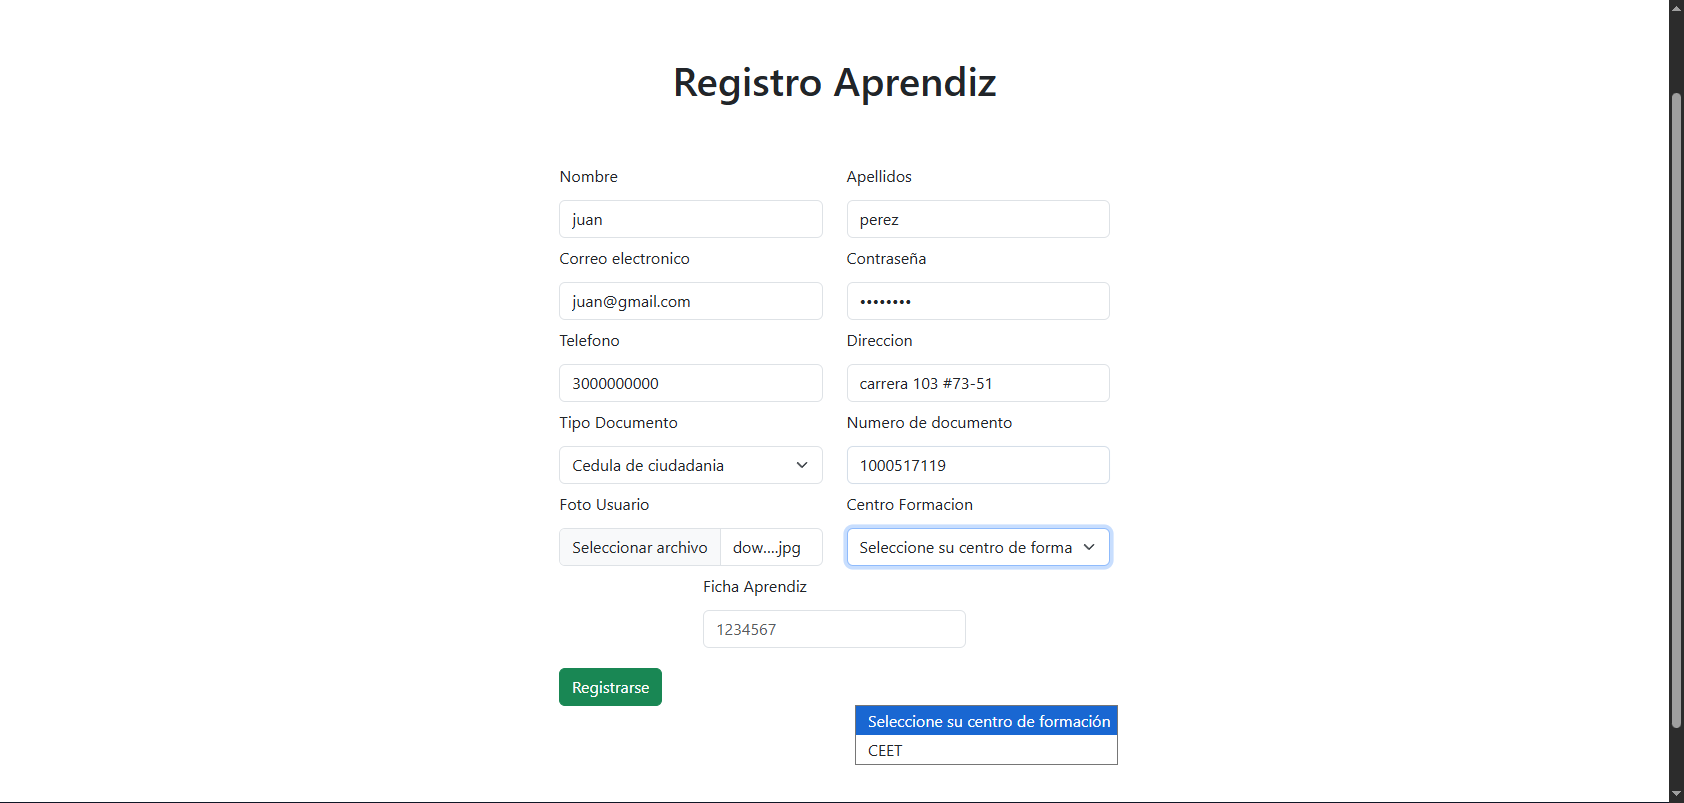 Registro Aprendiz
Nombre
Apellidos
juan
perez
Correo electronico
Contraseña
juan@gmail.com
••••••••
Telefono
Direccion
3000000000
carrera 103 #73-51
Tipo Documento
Numero de documento
Cedula de ciudadania
1000517119
Foto Usuario
Centro Formacion
Seleccionar archivo
dow....jpg
Seleccione su centro de forma
Ficha Aprendiz
1234567
Registrarse
Seleccione su centro de formación
CEET